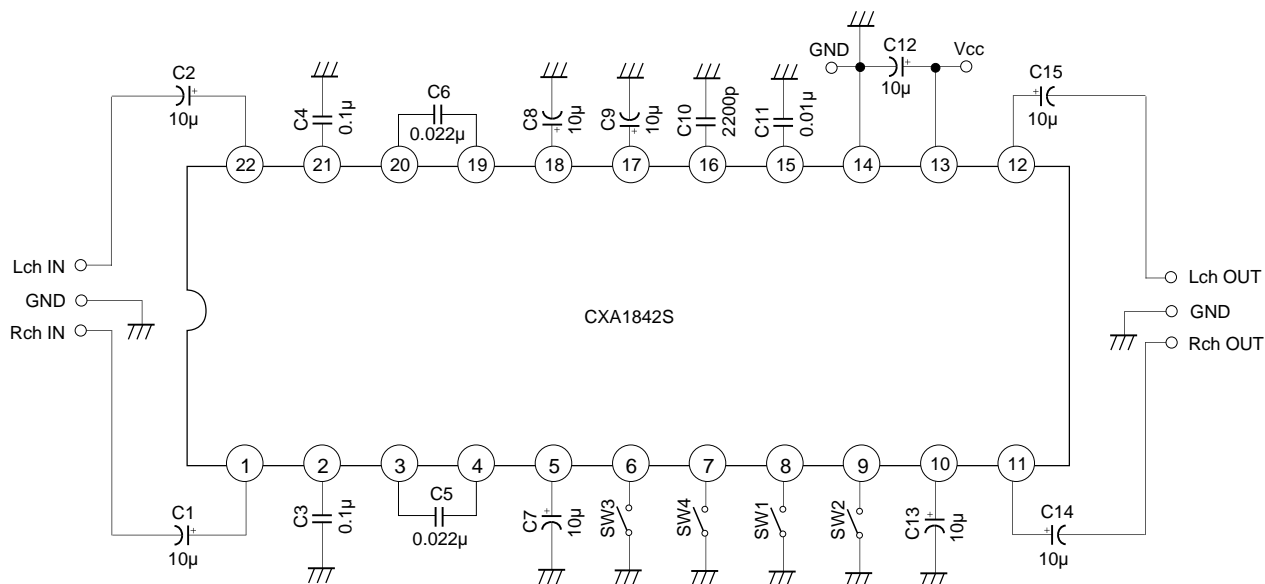 GND
C12
10µ
Vcc
C2
10µ
C4
0.1µ
C6
0.022µ
C8
10µ
C9
10µ
C10
2200p
C11
0.01µ
C15
10µ
22
21
20
19
18
17
16
15
14
13
12
Lch IN
GND
Rch IN
CXA1842S
Lch OUT
GND
Rch OUT
1
2
3
4
5
6
7
8
9
10
11
C1
10µ
C3
0.1µ
C5
0.022µ
C7
10µ
SW3
SW4
SW1
SW2
C13
10µ
C14
10µ